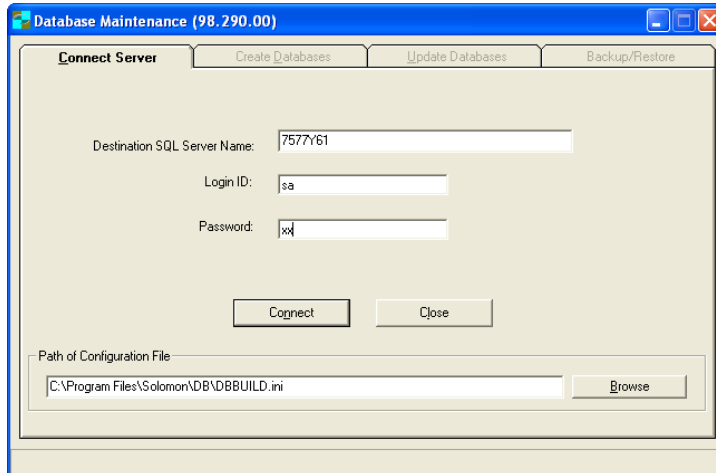 Database Maintenance (98.290.00)
Connect Server Create Databases Update Databases Backup/Restore
Destination SQL Server Name: 7577Y61
Login ID: sa
Password: xx
Connect Close
Path of Configuration File
C:\Program Files\Solomon\DB\DBBUILD.ini Browse